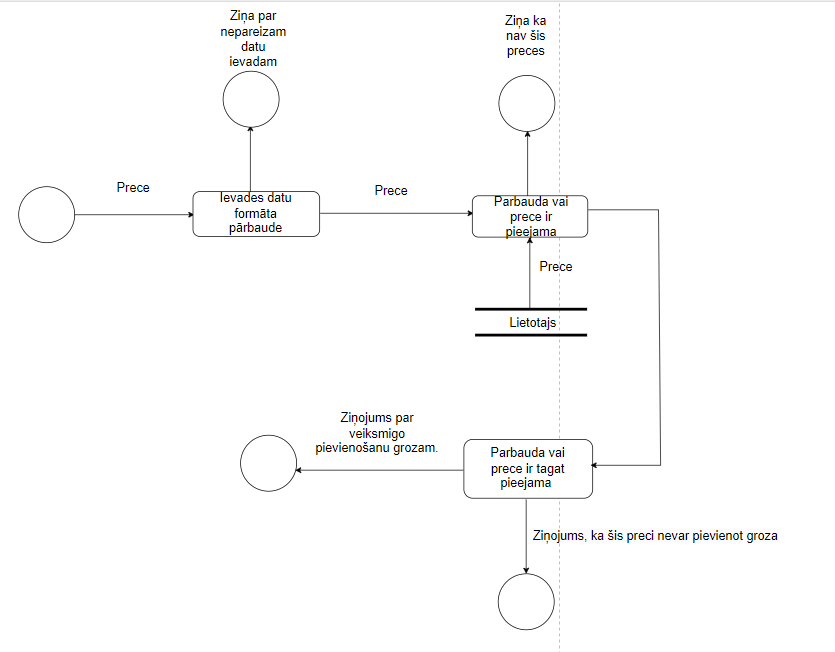 Ziņa par
nepareizam
datu
ievadam
Ziņa ka
nav šis
preces
Prece
Ievades datu
formāta
pārbaude
Prece
Parbauda vai
prece ir
pieejama
Prece
Lietotajs
Ziņojums par
veiksmigo
pievienošanu grozam.
Parbauda vai
prece ir tagat
pieejama
Ziņojums, ka šis preci nevar pievienot groza